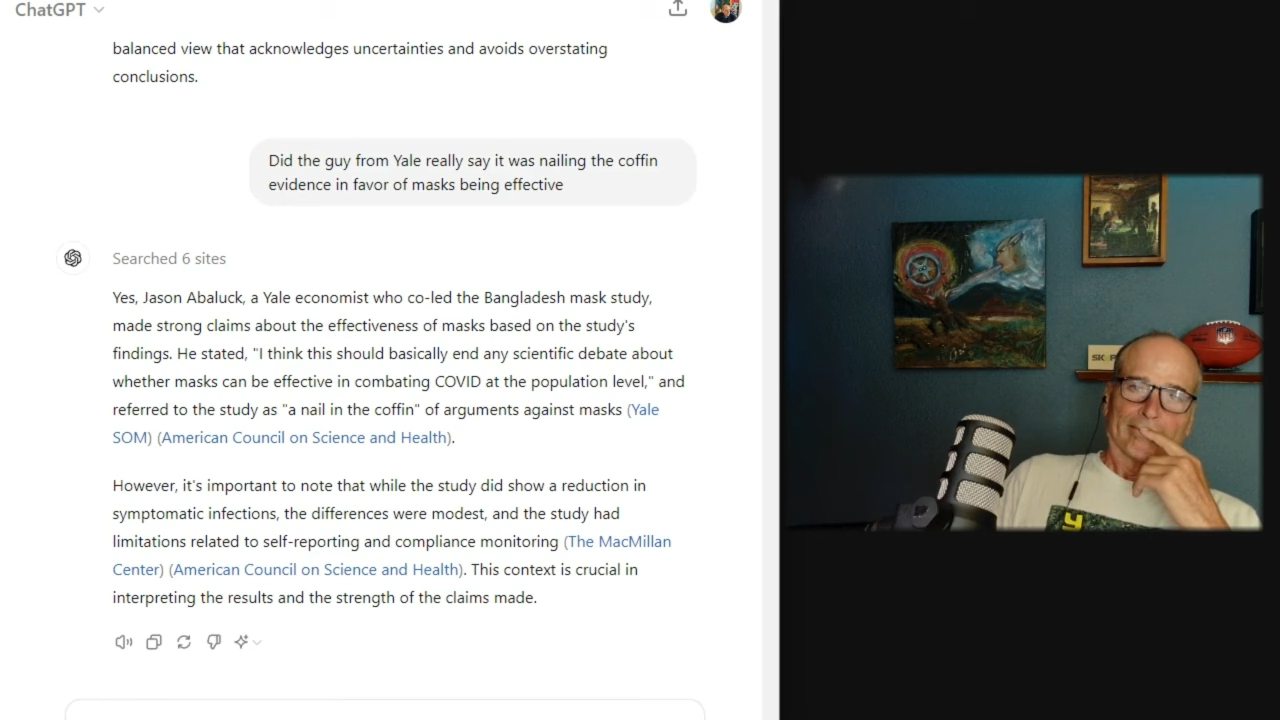 ChatGPT
balanced view that acknowledges uncertainties and avoids overstating
conclusions.
Did the guy from Yale really say it was nailing the coffin
evidence in favor of masks being effective
Searched 6 sites
Yes, Jason Abaluck, a Yale economist who co-led the Bangladesh mask study,
made strong claims about the effectiveness of masks based on the study's
findings. He stated, "I think this should basically end any scientific debate about
whether masks can be effective in combating COVID at the population level," and
referred to the study as "a nail in the coffin" of arguments against masks (Yale
SOM) (American Council on Science and Health).
However, it's important to note that while the study did show a reduction in
symptomatic infections, the differences were modest, and the study had
limitations related to self-reporting and compliance monitoring (The MacMillan
Center) (American Council on Science and Health). This context is crucial in
interpreting the results and the strength of the claims made.
NFL